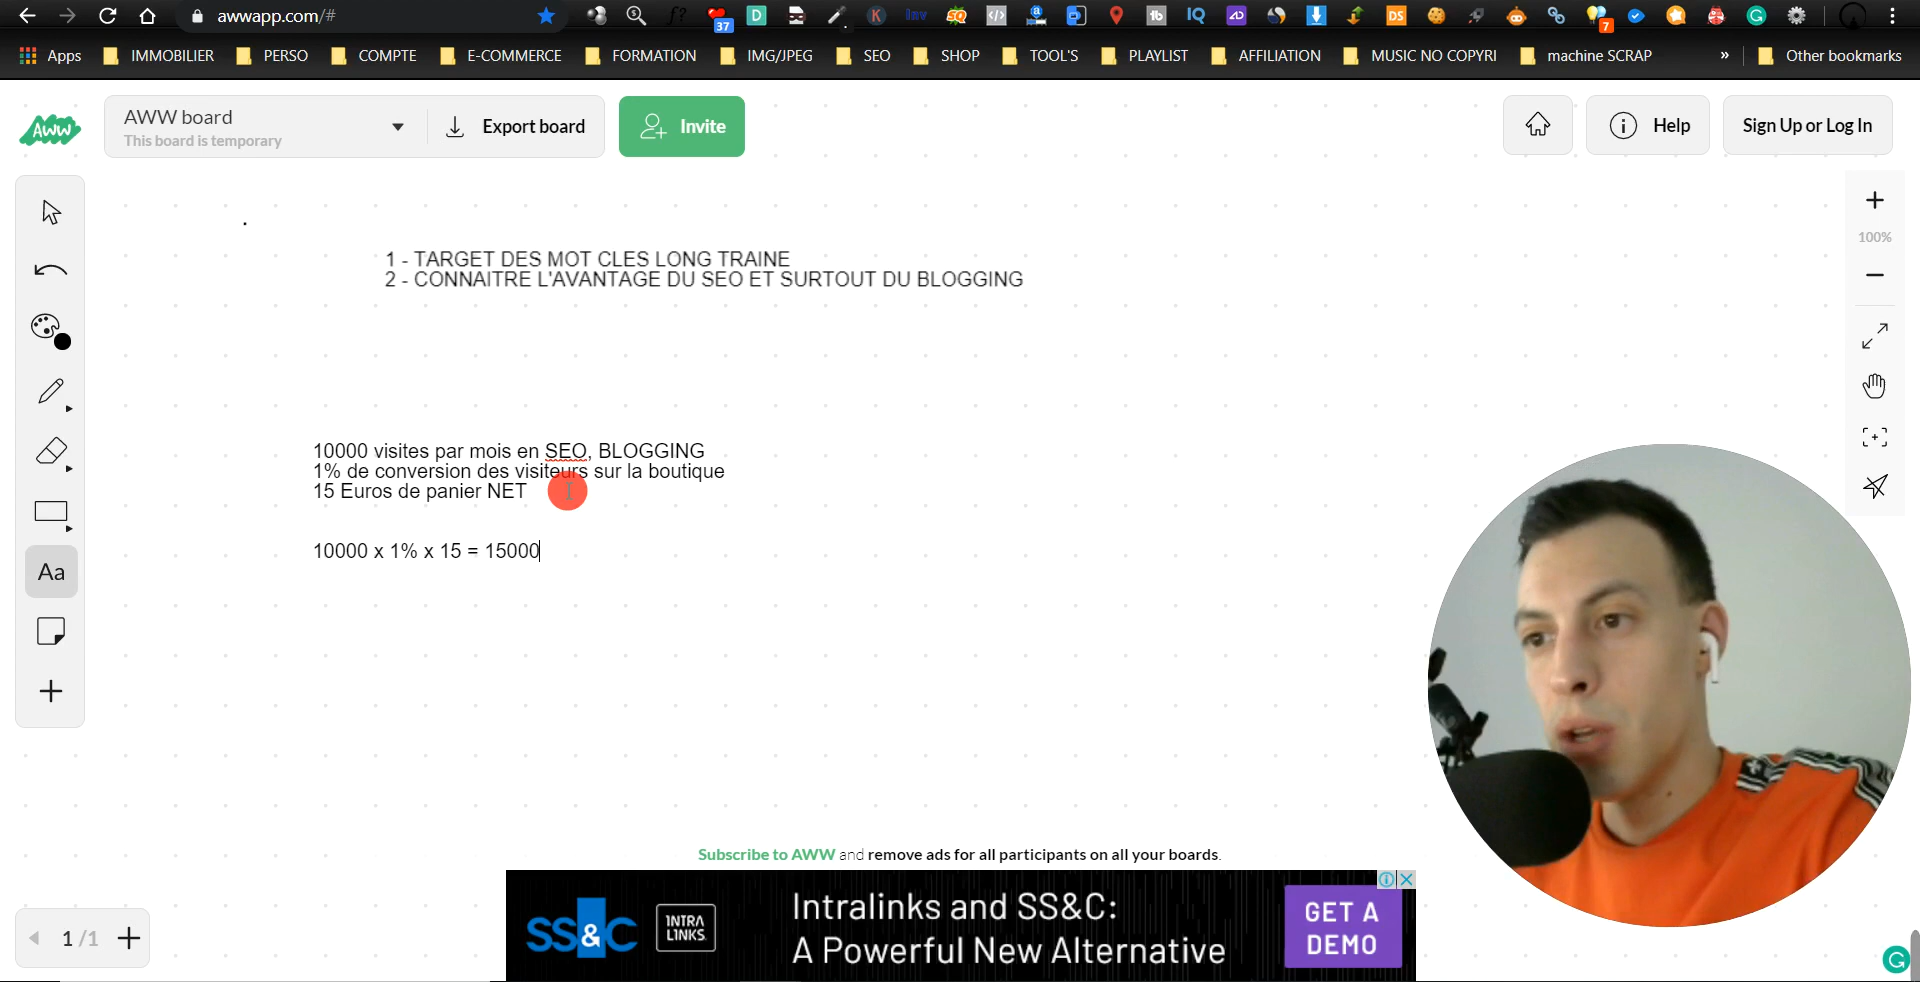 awwapp.com/#
37
7
Apps IMMOBILIER PERSO COMPTE E-COMMERCE FORMATION IMG/JPEG SEO SHOP TOOL'S PLAYLIST AFFILIATION MUSIC NO COPYRI machine SCRAP » Other bookmarks
AWW
AWW board
This board is temporary
Export board
Invite
Help
Sign Up or Log In
100%
1 - TARGET DES MOT CLES LONG TRAINE
2 - CONNAITRE L'AVANTAGE DU SEO ET SURTOUT DU BLOGGING
10000 visites par mois en SEO, BLOGGING
1% de conversion des visiteurs sur la boutique
15 Euros de panier NET
10000 x 1% x 15 = 15000
Aa
Subscribe to AWW and remove ads for all participants on all your boards.
SS&C
INTRA
LINKS
Intralinks and SS&C:
A Powerful New Alternative
GET A
DEMO
1 /1